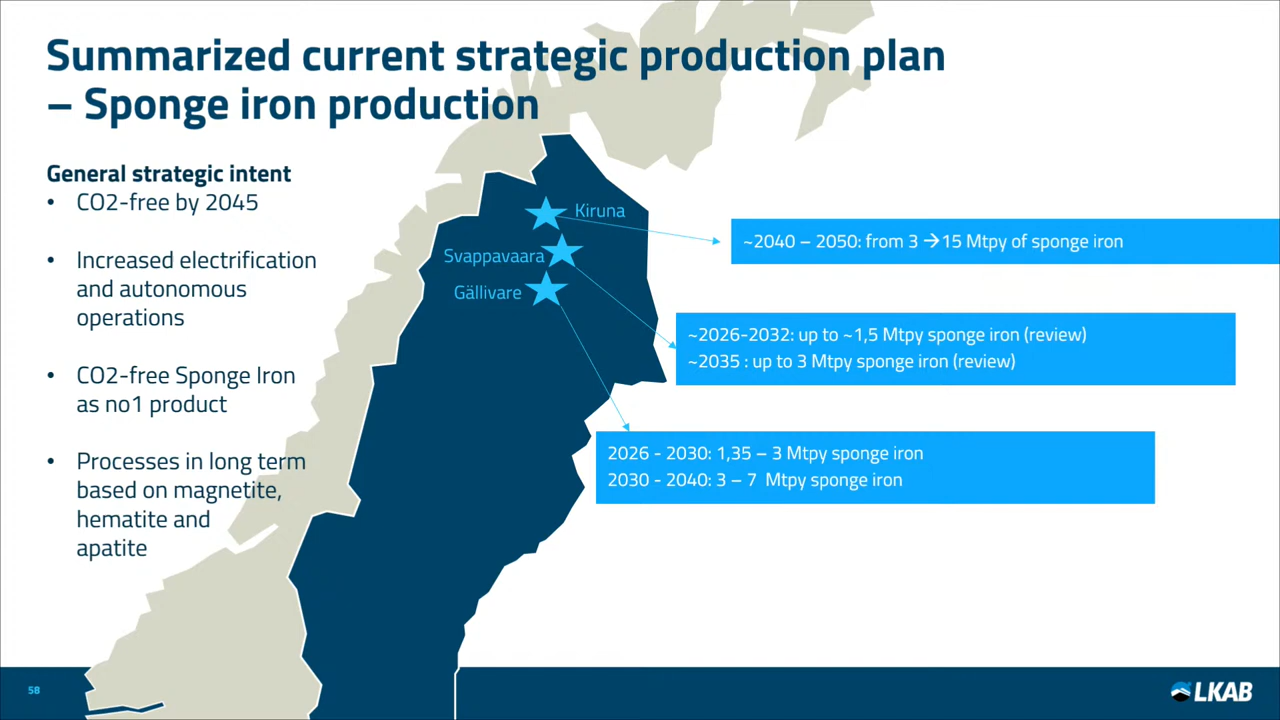 Summarized current strategic production plan
– Sponge iron production
General strategic intent
• CO2-free by 2045
• Increased electrification
and autonomous
operations
• CO2-free Sponge Iron
as no1 product
• Processes in long term
based on magnetite,
hematite and
apatite
Kiruna
Svappavaara
Gällivare
~2040 – 2050: from 3 →15 Mtpy of sponge iron
~2026-2032: up to ~1,5 Mtpy sponge iron (review)
~2035 : up to 3 Mtpy sponge iron (review)
2026 - 2030: 1,35 – 3 Mtpy sponge iron
2030 - 2040: 3 – 7 Mtpy sponge iron
58
LKAB